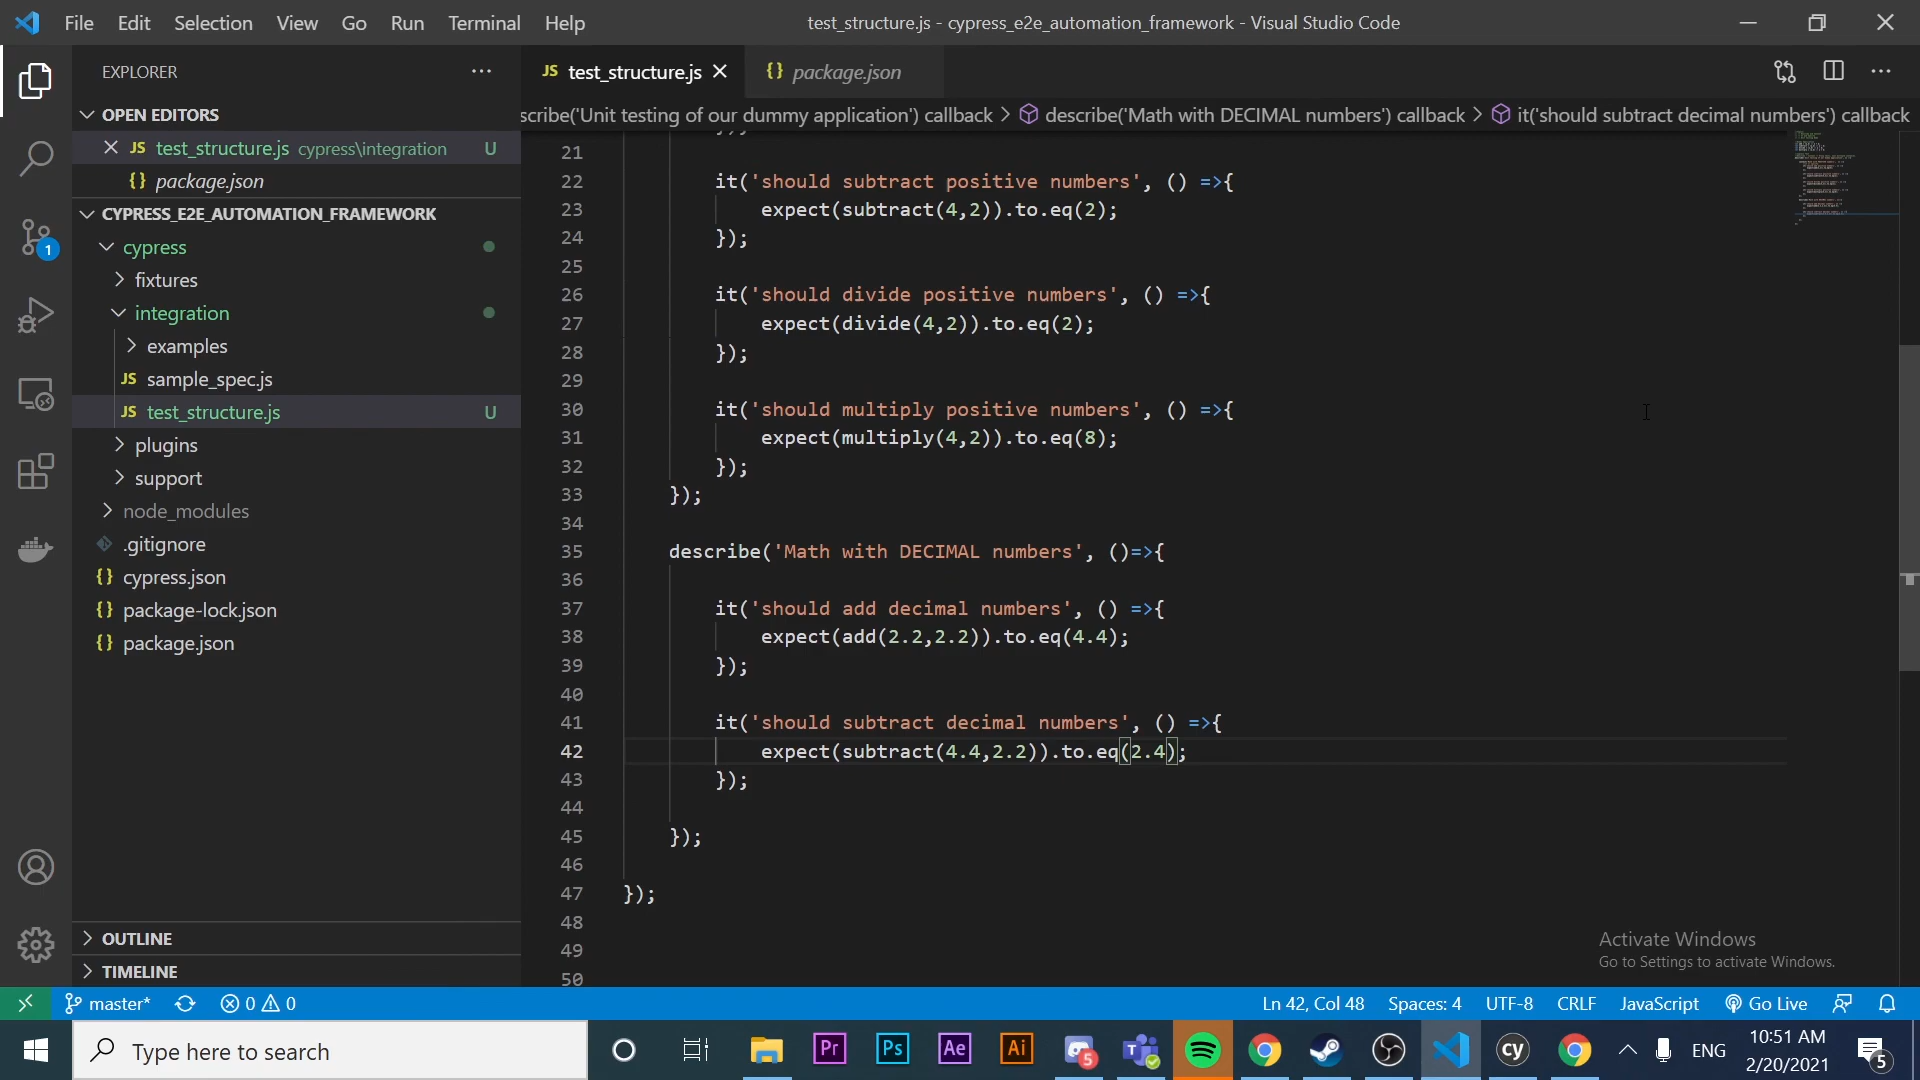 File Edit Selection View Go Run Terminal Help
test_structure.js - cypress_e2e_automation_framework - Visual Studio Code
EXPLORER
OPEN EDITORS
JS test_structure.js cypress\integration U
{} package.json
CYPRESS_E2E_AUTOMATION_FRAMEWORK
cypress
fixtures
integration
examples
JS sample_spec.js
JS test_structure.js U
plugins
support
node_modules
.gitignore
{} cypress.json
{} package-lock.json
{} package.json
OUTLINE
TIMELINE
1
JS test_structure.js
{} package.json
scribe('Unit testing of our dummy application') callback > describe('Math with DECIMAL numbers') callback > it('should subtract decimal numbers') callback
21
22 it('should subtract positive numbers', () =>{
23 expect(subtract(4,2)).to.eq(2);
24 });
25
26 it('should divide positive numbers', () =>{
27 expect(divide(4,2)).to.eq(2);
28 });
29
30 it('should multiply positive numbers', () =>{
31 expect(multiply(4,2)).to.eq(8);
32 });
33 });
34
35 describe('Math with DECIMAL numbers', ()=>{
36
37 it('should add decimal numbers', () =>{
38 expect(add(2.2,2.2)).to.eq(4.4);
39 });
40
41 it('should subtract decimal numbers', () =>{
42 expect(subtract(4.4,2.2)).to.eq(2.4);
43 });
44
45 });
46
47 });
48
49
50
Activate Windows
Go to Settings to activate Windows.
master* 0 0
Ln 42, Col 48 Spaces: 4 UTF-8 CRLF JavaScript Go Live
Type here to search
Pr Ps Ae Ai 5 cy
ENG
10:51 AM
2/20/2021
5